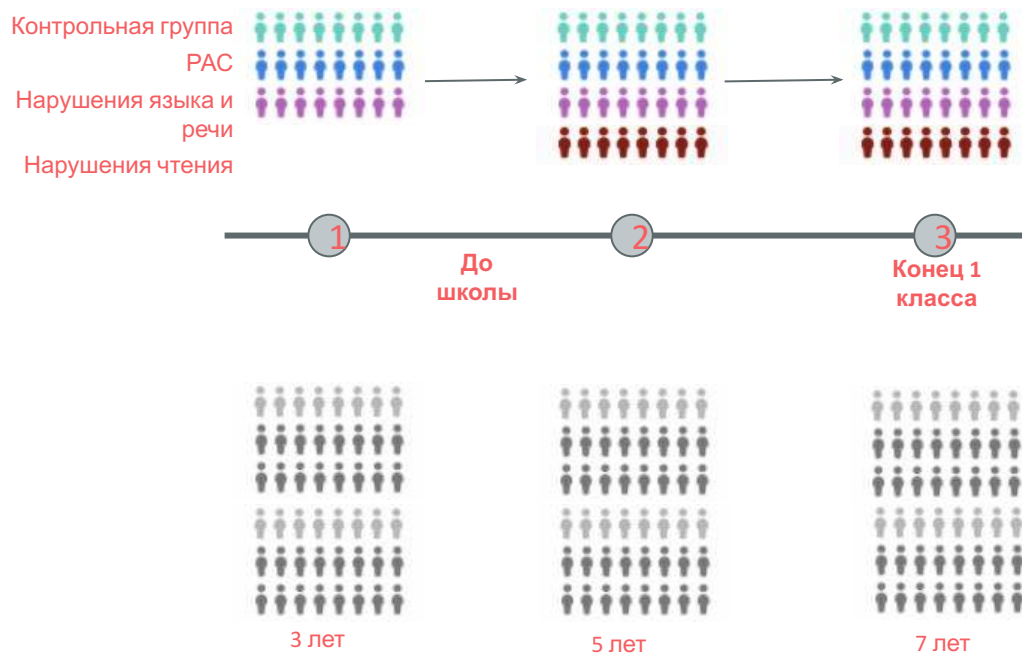 Контрольная группа
РАС
Нарушения языка и
речи
Нарушения чтения
1
2
3
До
школы
Конец 1
класса
3 лет
5 лет
7 лет